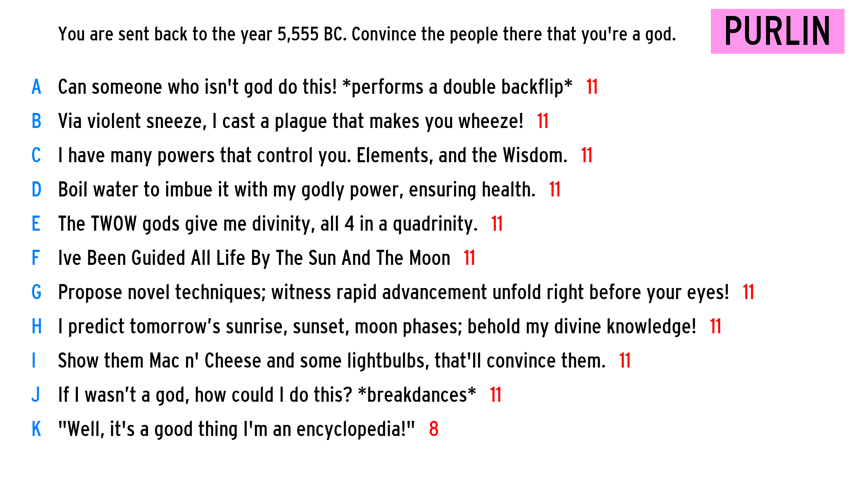 You are sent back to the year 5,555 BC. Convince the people there that you're a god.
PURLIN
A Can someone who isn't god do this! *performs a double backflip* 11
B Via violent sneeze, I cast a plague that makes you wheeze! 11
C I have many powers that control you. Elements, and the Wisdom. 11
D Boil water to imbue it with my godly power, ensuring health. 11
E The TWOW gods give me divinity, all 4 in a quadrinity. 11
F Ive Been Guided All Life By The Sun And The Moon 11
G Propose novel techniques; witness rapid advancement unfold right before your eyes! 11
H I predict tomorrow’s sunrise, sunset, moon phases; behold my divine knowledge! 11
I Show them Mac n' Cheese and some lightbulbs, that'll convince them. 11
J If I wasn’t a god, how could I do this? *breakdances* 11
K "Well, it's a good thing I'm an encyclopedia!" 8